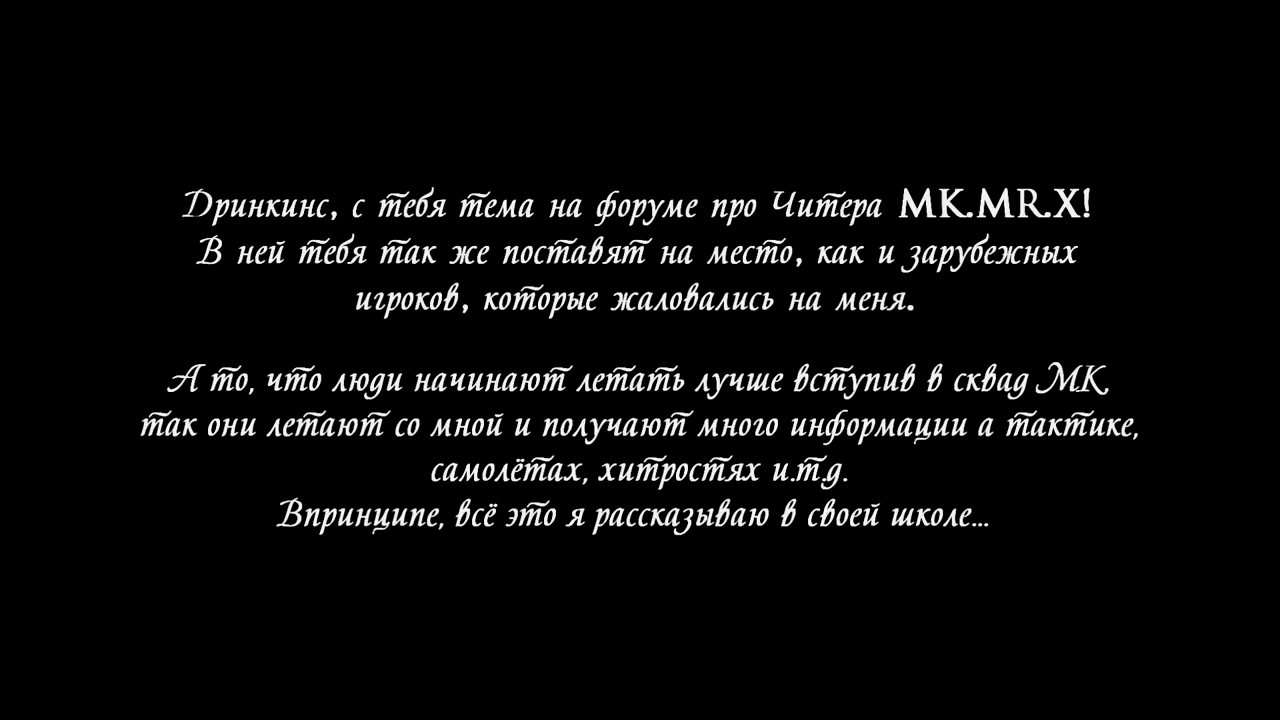 Дринкинс, с тебя тема на форуме про Читера MK.MR.X!
В ней тебя так же поставят на место, как и зарубежных
игроков, которые жаловались на меня.
А то, что люди начинают летать лучше вступив в сквад МК,
так они летают со мной и получают много информации а тактике,
самолётах, хитростях и.т.д.
Впринципе, всё это я рассказываю в своей школе...